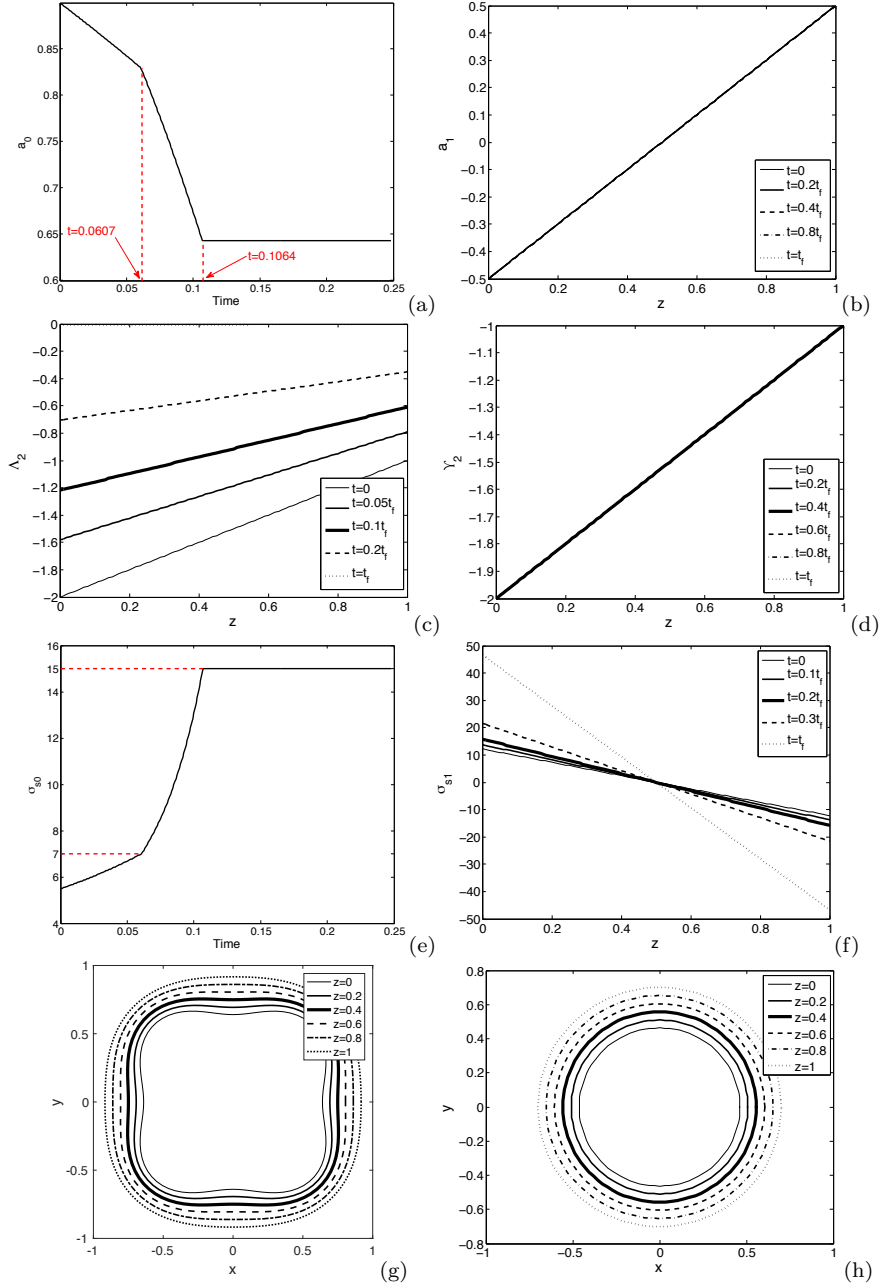 0.85
0.8
0.75
0.7
0.65
0.6
a0
t=0.0607
t=0.1064
0 0.05 0.1 0.15 0.2 0.25
Time
(a)
0.5
0.4
0.3
0.2
0.1
0
−0.1
−0.2
−0.3
−0.4
−0.5
a1
t=0
t=0.2tf
t=0.4tf
t=0.8tf
t=tf
0 0.2 0.4 0.6 0.8 1
z
(b)
0
−0.2
−0.4
−0.6
−0.8
−1
−1.2
−1.4
−1.6
−1.8
−2
Λ2
t=0
t=0.05tf
t=0.1tf
t=0.2tf
t=tf
0 0.2 0.4 0.6 0.8 1
z
(c)
−1
−1.1
−1.2
−1.3
−1.4
−1.5
−1.6
−1.7
−1.8
−1.9
−2
ϒ2
t=0
t=0.2tf
t=0.4tf
t=0.6tf
t=0.8tf
t=tf
0 0.2 0.4 0.6 0.8 1
z
(d)
16
15
14
12
10
8
7
6
4
σs0
0 0.05 0.1 0.15 0.2 0.25
Time
(e)
50
40
30
20
10
0
−10
−20
−30
−40
−50
σs1
t=0
t=0.1tf
t=0.2tf
t=0.3tf
t=tf
0 0.2 0.4 0.6 0.8 1
z
(f)
1
0.5
0
-0.5
-1
y
z=0
z=0.2
z=0.4
z=0.6
z=0.8
z=1
-1 -0.5 0 0.5 1
x
(g)
0.8
0.6
0.4
0.2
0
−0.2
−0.4
−0.6
−0.8
y
z=0
z=0.2
z=0.4
z=0.6
z=0.8
z=1
−1 −0.5 0 0.5 1
x
(h)